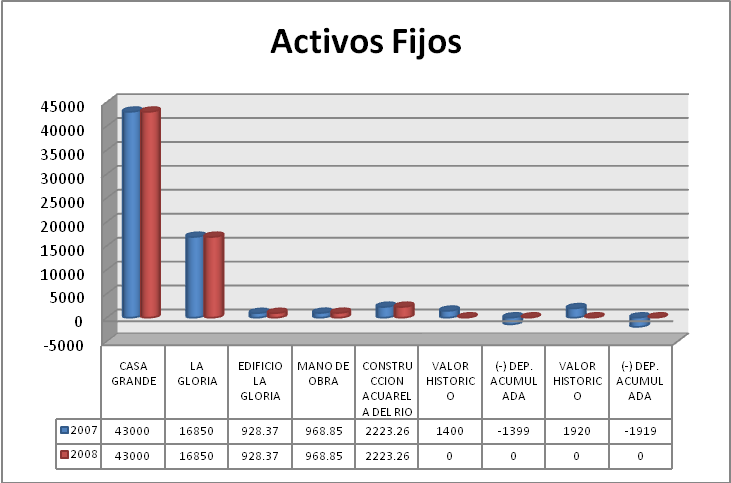 Activos Fijos
45000
40000
35000
30000
25000
20000
15000
10000
5000
0
-5000
CASA
GRANDE
LA
GLORIA
EDIFICIO
LA
GLORIA
MANO DE
OBRA
CONSTRU
CCION
ACUAREL
A DEL RIO
VALOR
HISTORIC
O
(-) DEP.
ACUMUL
ADA
VALOR
HISTORIC
O
(-) DEP.
ACUMUL
ADA
2007 43000 16850 928.37 968.85 2223.26 1400 -1399 1920 -1919
2008 43000 16850 928.37 968.85 2223.26 0 0 0 0